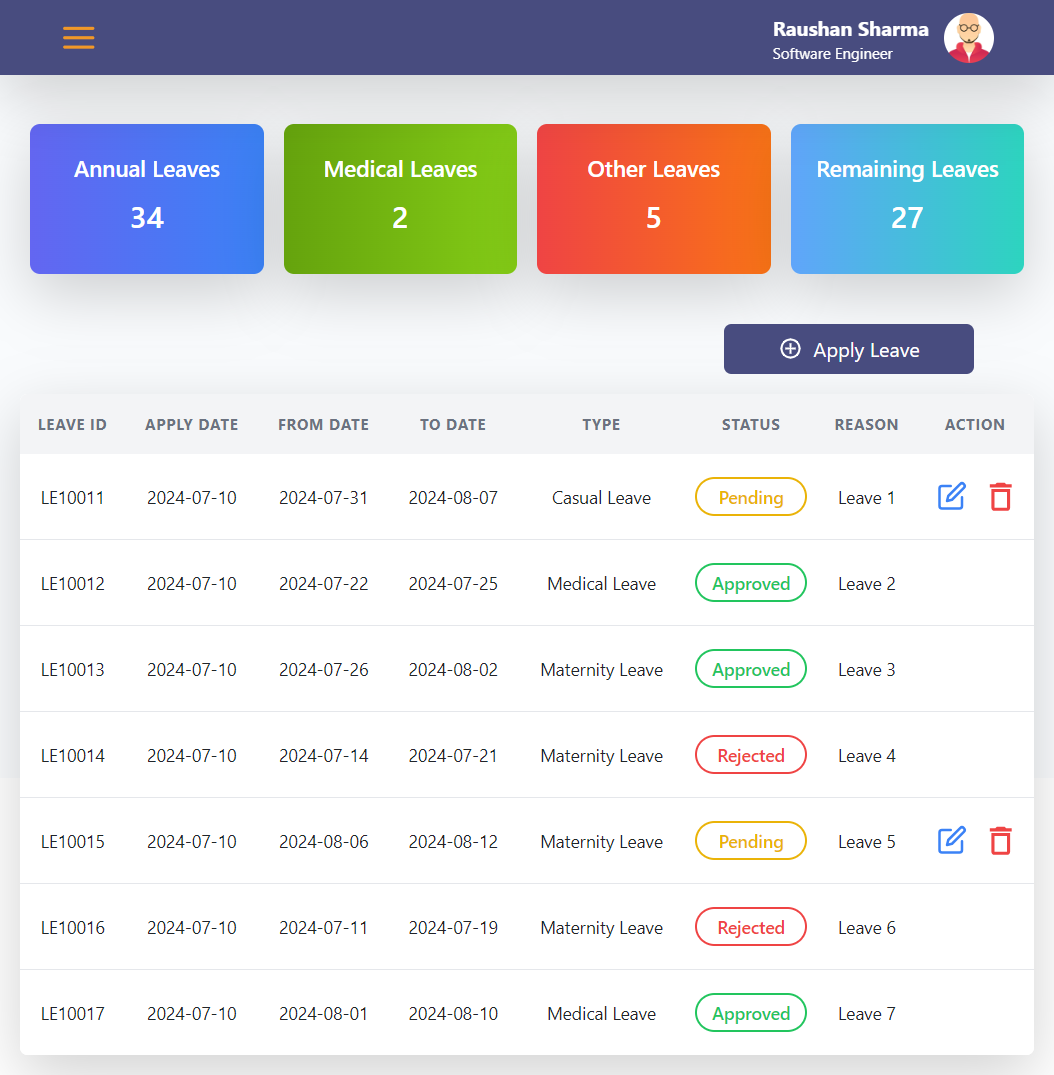 Raushan Sharma
Software Engineer
Annual Leaves
34
Medical Leaves
2
Other Leaves
5
Remaining Leaves
27
Apply Leave
LEAVE ID APPLY DATE FROM DATE TO DATE TYPE STATUS REASON ACTION
LE10011 2024-07-10 2024-07-31 2024-08-07 Casual Leave Pending Leave 1
LE10012 2024-07-10 2024-07-22 2024-07-25 Medical Leave Approved Leave 2
LE10013 2024-07-10 2024-07-26 2024-08-02 Maternity Leave Approved Leave 3
LE10014 2024-07-10 2024-07-14 2024-07-21 Maternity Leave Rejected Leave 4
LE10015 2024-07-10 2024-08-06 2024-08-12 Maternity Leave Pending Leave 5
LE10016 2024-07-10 2024-07-11 2024-07-19 Maternity Leave Rejected Leave 6
LE10017 2024-07-10 2024-08-01 2024-08-10 Medical Leave Approved Leave 7